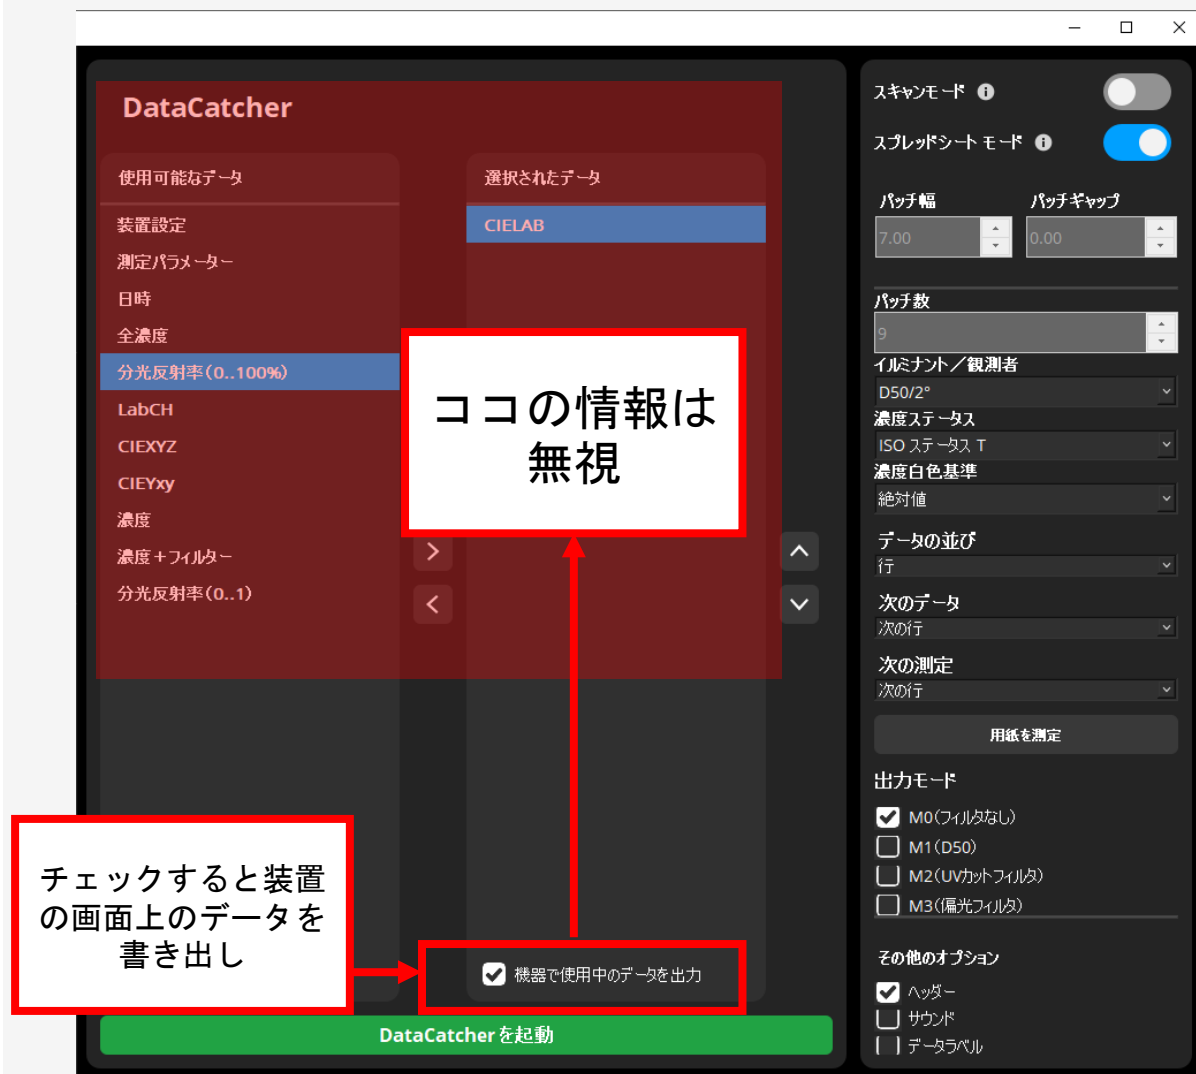 DataCatcher
使用可能なデータ
装置設定
測定パラメーター
日時
全濃度
分光反射率(0..100%)
LabCH
CIEXYZ
CIEYxy
濃度
濃度+フィルター
分光反射率(0..1)
選択されたデータ
CIELAB
ココの情報は
無視
チェックすると装置
の画面上のデータを
書き出し
機器で使用中のデータを出力
DataCatcherを起動
スキャンモード
スプレッドシート モード
パッチ幅
パッチギャップ
7.00
0.00
パッチ数
9
イルミナント/観測者
D50/2°
濃度ステータス
ISO ステータス T
濃度白色基準
絶対値
データの並び
行
次のデータ
次の行
次の測定
次の行
用紙を測定
出力モード
M0(フィルタなし)
M1(D50)
M2(UVカットフィルタ)
M3(偏光フィルタ)
その他のオプション
ヘッダー
サウンド
データラベル